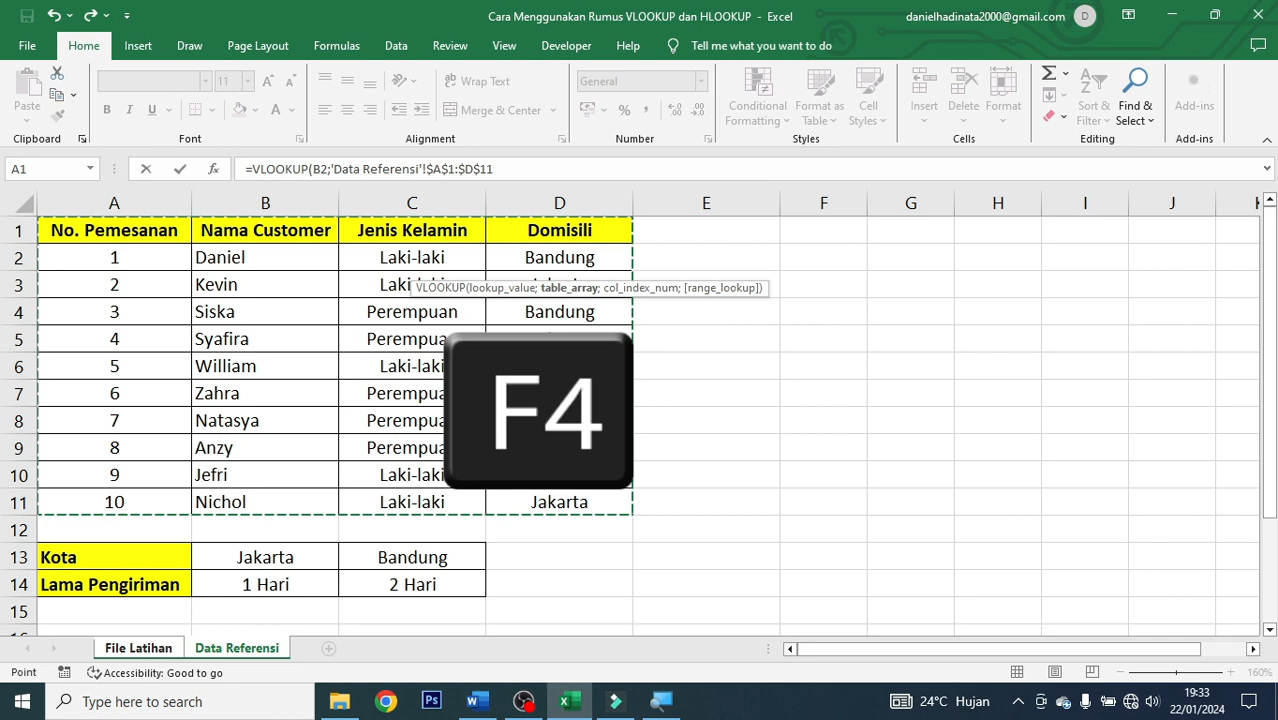 Cara Menggunakan Rumus VLOOKUP dan HLOOKUP - Excel
danielhadinata2000@gmail.com D
File Home Insert Draw Page Layout Formulas Data Review View Developer Help Tell me what you want to do
Paste
Clipboard
11
B I U A
Font
Wrap Text
Merge & Center
Alignment
General
% ,
Number
Conditional Formatting
Format as Table
Cell Styles
Styles
Insert Delete Format
Cells
Sort & Filter
Find & Select
Editing
Add-ins
Add-ins
A1 fx =VLOOKUP(B2;'Data Referensi'!$A$1:$D$11
A B C D E F G H I J
1 No. Pemesanan Nama Customer Jenis Kelamin Domisili
2 1 Daniel Laki-laki Bandung
3 2 Kevin
VLOOKUP(lookup_value; table_array; col_index_num; [range_lookup])
4 3 Siska Perempuan Bandung
5 4 Syafira Perempua
6 5 William Laki-l
7 6 Zahra Perempua
8 7 Natasya Perempua
9 8 Anzy Perempua
10 9 Jefri Laki-l
11 10 Nichol Laki-laki Jakarta
F4
12
13 Kota Jakarta Bandung
14 Lama Pengiriman 1 Hari 2 Hari
15
File Latihan Data Referensi
Point Accessibility: Good to go 160%
Type here to search
24°C Hujan
19:33
22/01/2024